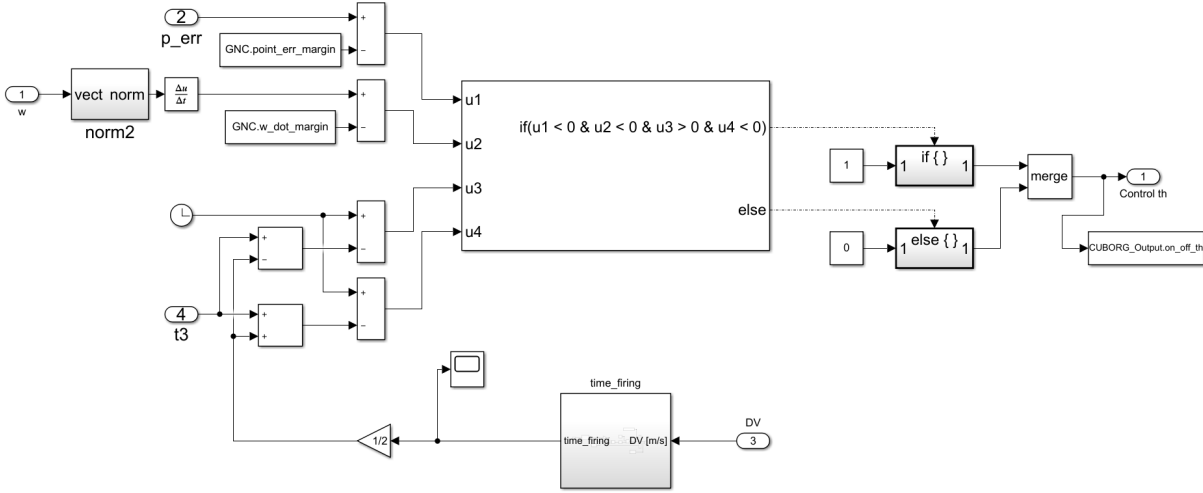 2
p_err
GNC.point_err_margin
+
−
1
w
vect norm
norm2
Δu
Δt
GNC.w_dot_margin
+
−
u1
u2
u3
u4
if(u1 < 0 & u2 < 0 & u3 > 0 & u4 < 0)
else
+
−
+
−
+
−
+
+
4
t3
1
1 if { } 1
0
1 else { } 1
merge
1
Control th
CUBORG_Output.on_off_th
time_firing
time_firing DV [m/s]
DV
3
1/2